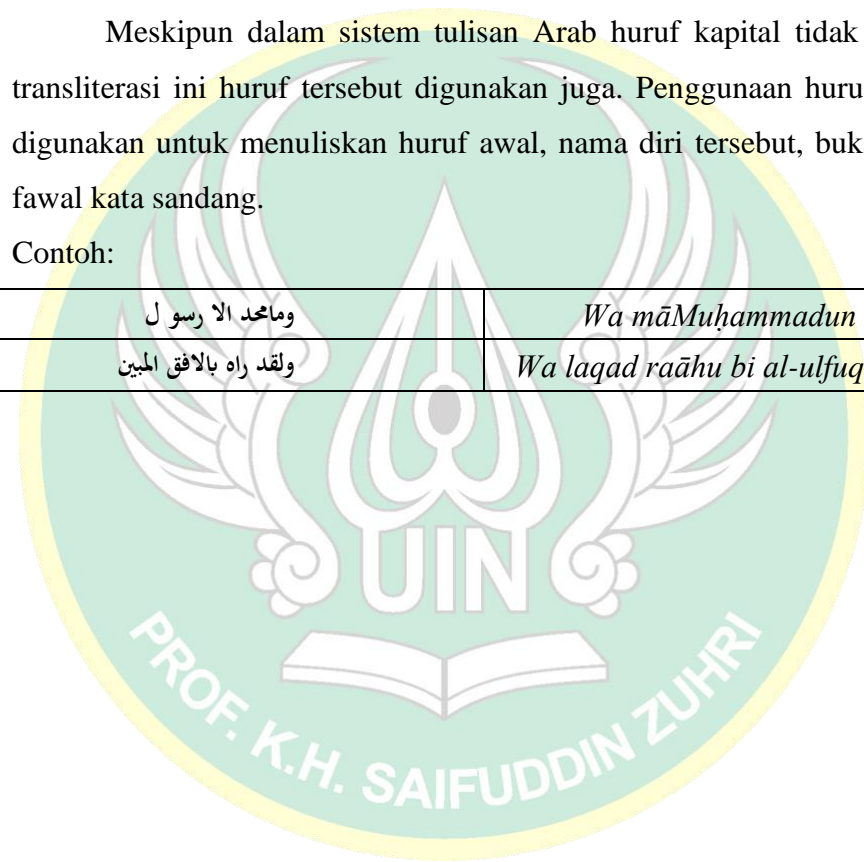 Meskipun dalam sistem tulisan Arab huruf kapital tidak
transliterasi ini huruf tersebut digunakan juga. Penggunaan huru
digunakan untuk menuliskan huruf awal, nama diri tersebut, buk
fawal kata sandang.
Contoh:
ومامحمد الا رسو ل Wa māMuḥammadun
ولقد راه بالافق المبين Wa laqad raāhu bi al-ulfuq
UIN
PROF. K.H. SAIFUDDIN ZUHRI